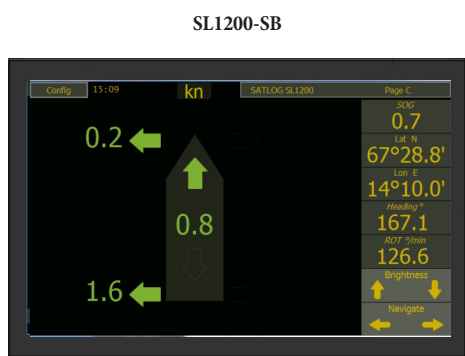 SL1200-SB
Config 15:09 kn SATLOG SL1200 Page C
SOG
0.7
Lat N
67°28.8'
Lon E
14°10.0'
Heading °
167.1
ROT °/min
126.6
Brightness
Navigate
0.2
0.8
1.6